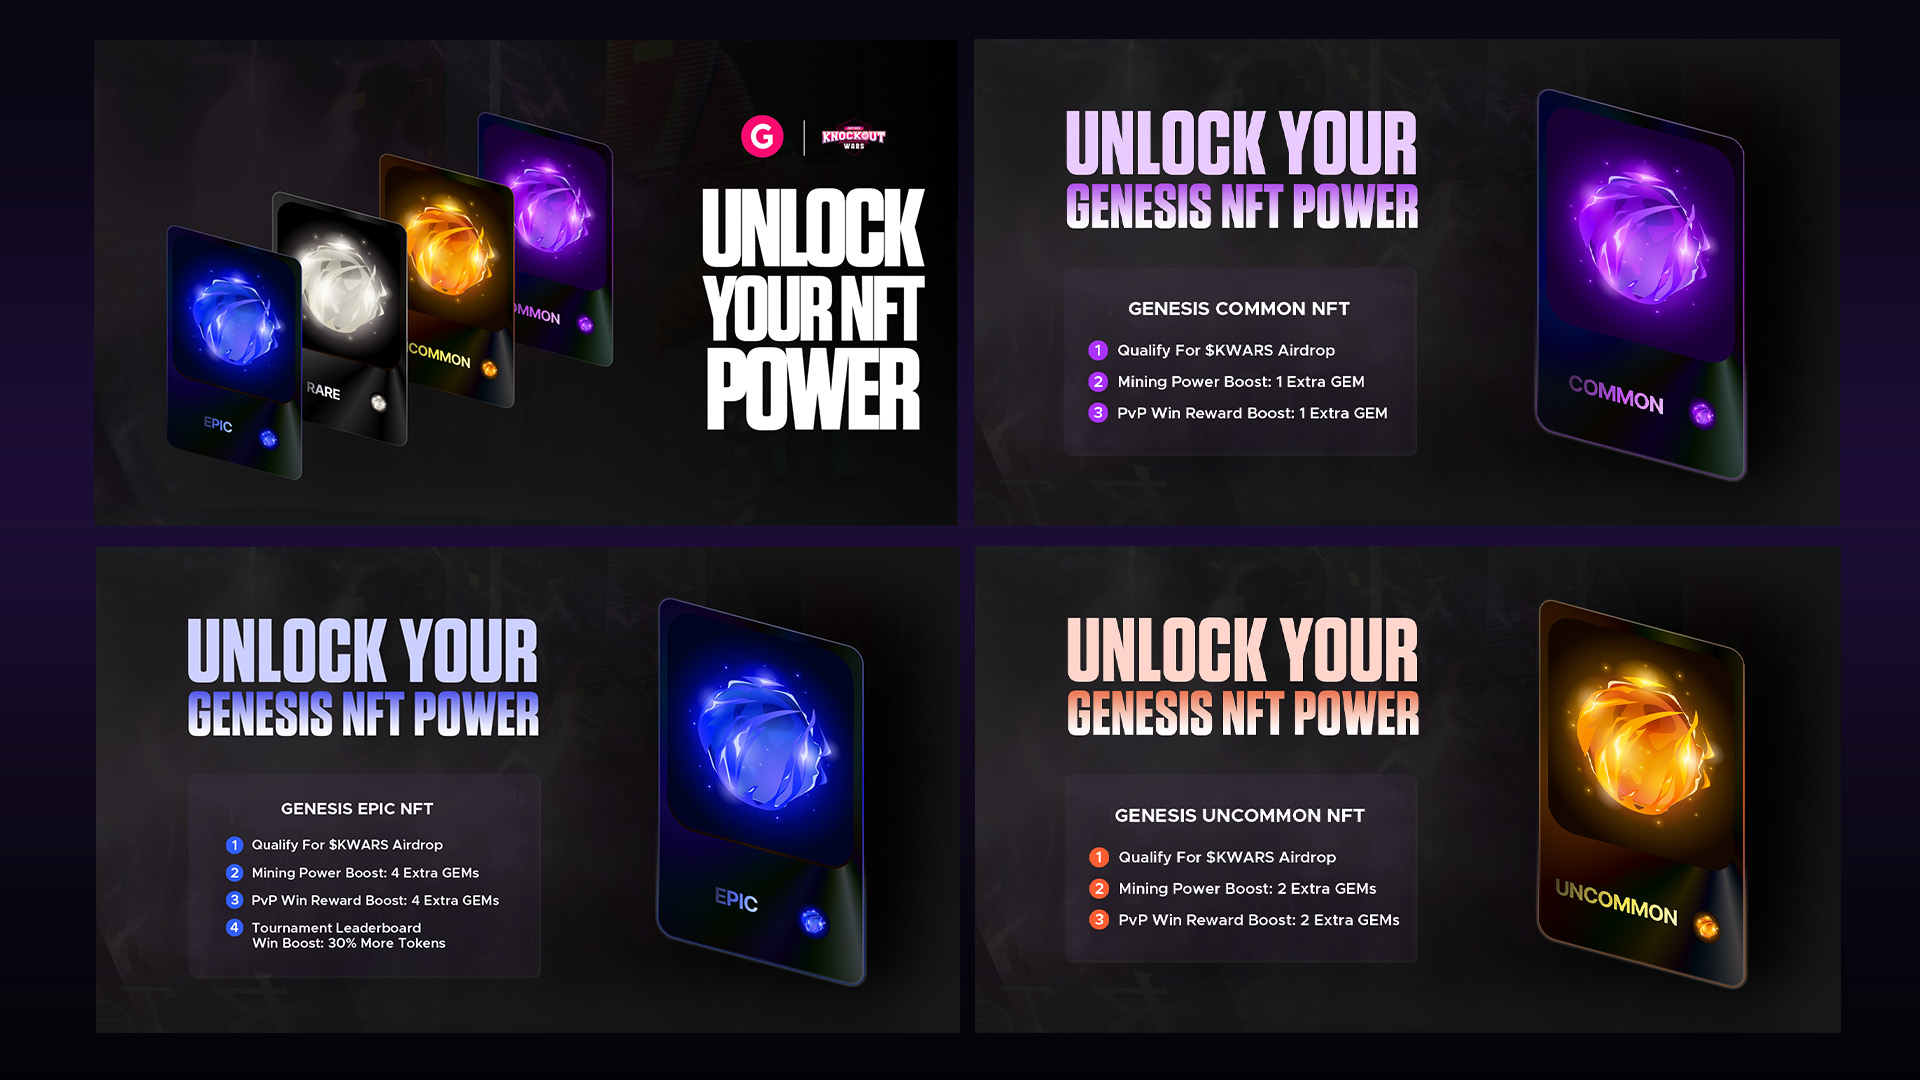 G
KNOCKOUT
WARS
UNLOCK
YOUR NFT
POWER
EPIC
RARE
COMMON
OMMON
UNLOCK YOUR
GENESIS NFT POWER
GENESIS COMMON NFT
1 Qualify For $KWARS Airdrop
2 Mining Power Boost: 1 Extra GEM
3 PvP Win Reward Boost: 1 Extra GEM
COMMON
UNLOCK YOUR
GENESIS NFT POWER
GENESIS EPIC NFT
1 Qualify For $KWARS Airdrop
2 Mining Power Boost: 4 Extra GEMs
3 PvP Win Reward Boost: 4 Extra GEMs
4 Tournament Leaderboard
Win Boost: 30% More Tokens
EPIC
UNLOCK YOUR
GENESIS NFT POWER
GENESIS UNCOMMON NFT
1 Qualify For $KWARS Airdrop
2 Mining Power Boost: 2 Extra GEMs
3 PvP Win Reward Boost: 2 Extra GEMs
UNCOMMON